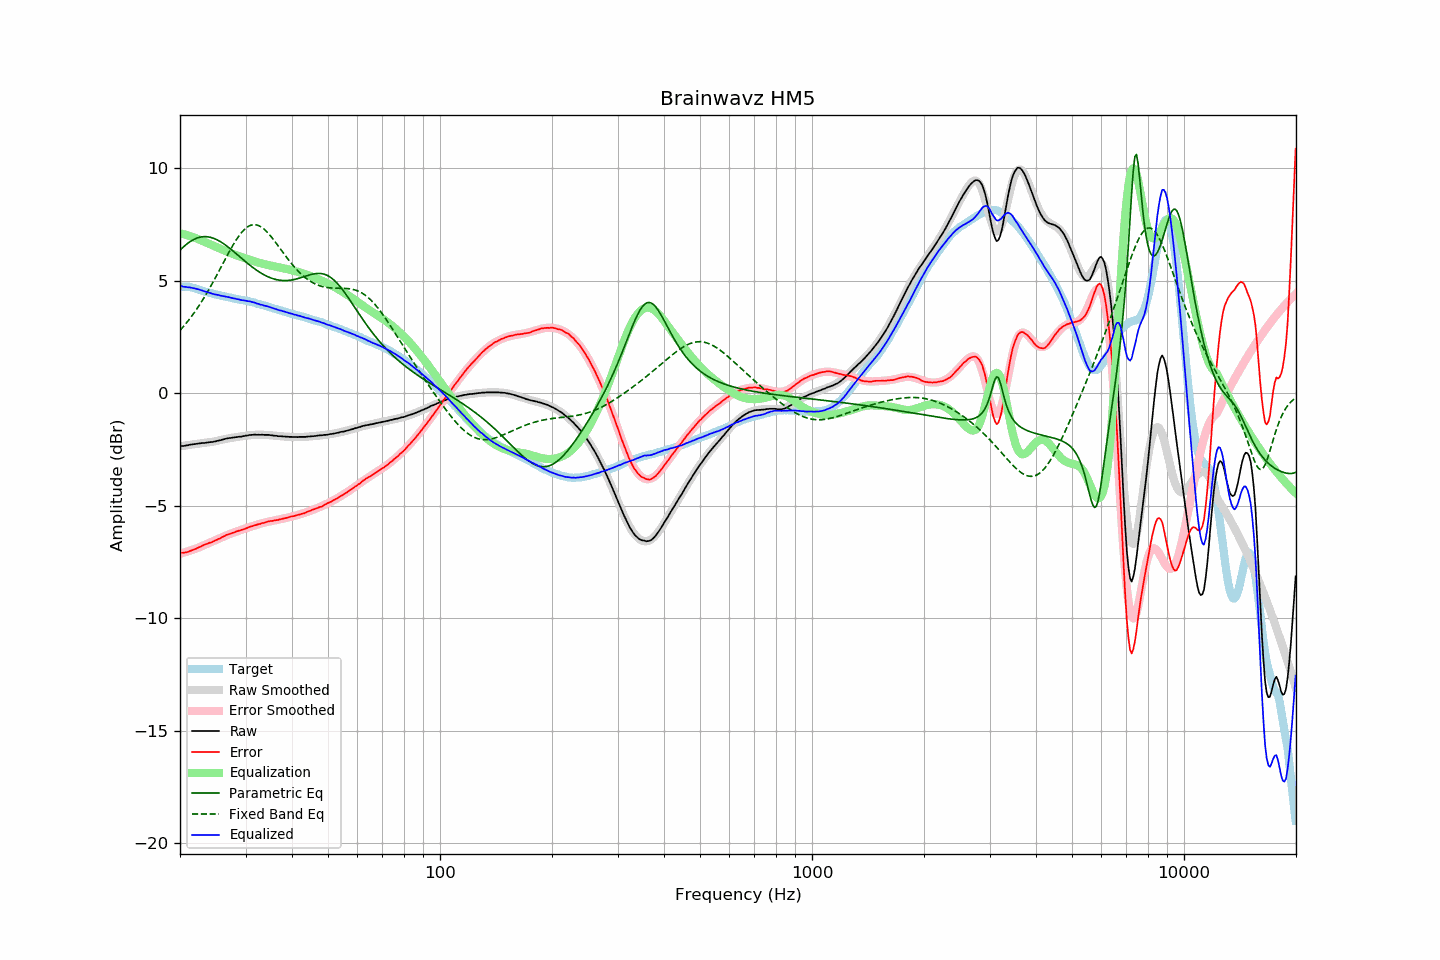 Brainwavz HM5
10
5
0
−5
−10
−15
−20
Amplitude (dBr)
Target
Raw Smoothed
Error Smoothed
Raw
Error
Equalization
Parametric Eq
Fixed Band Eq
Equalized
100
1000
10000
Frequency (Hz)